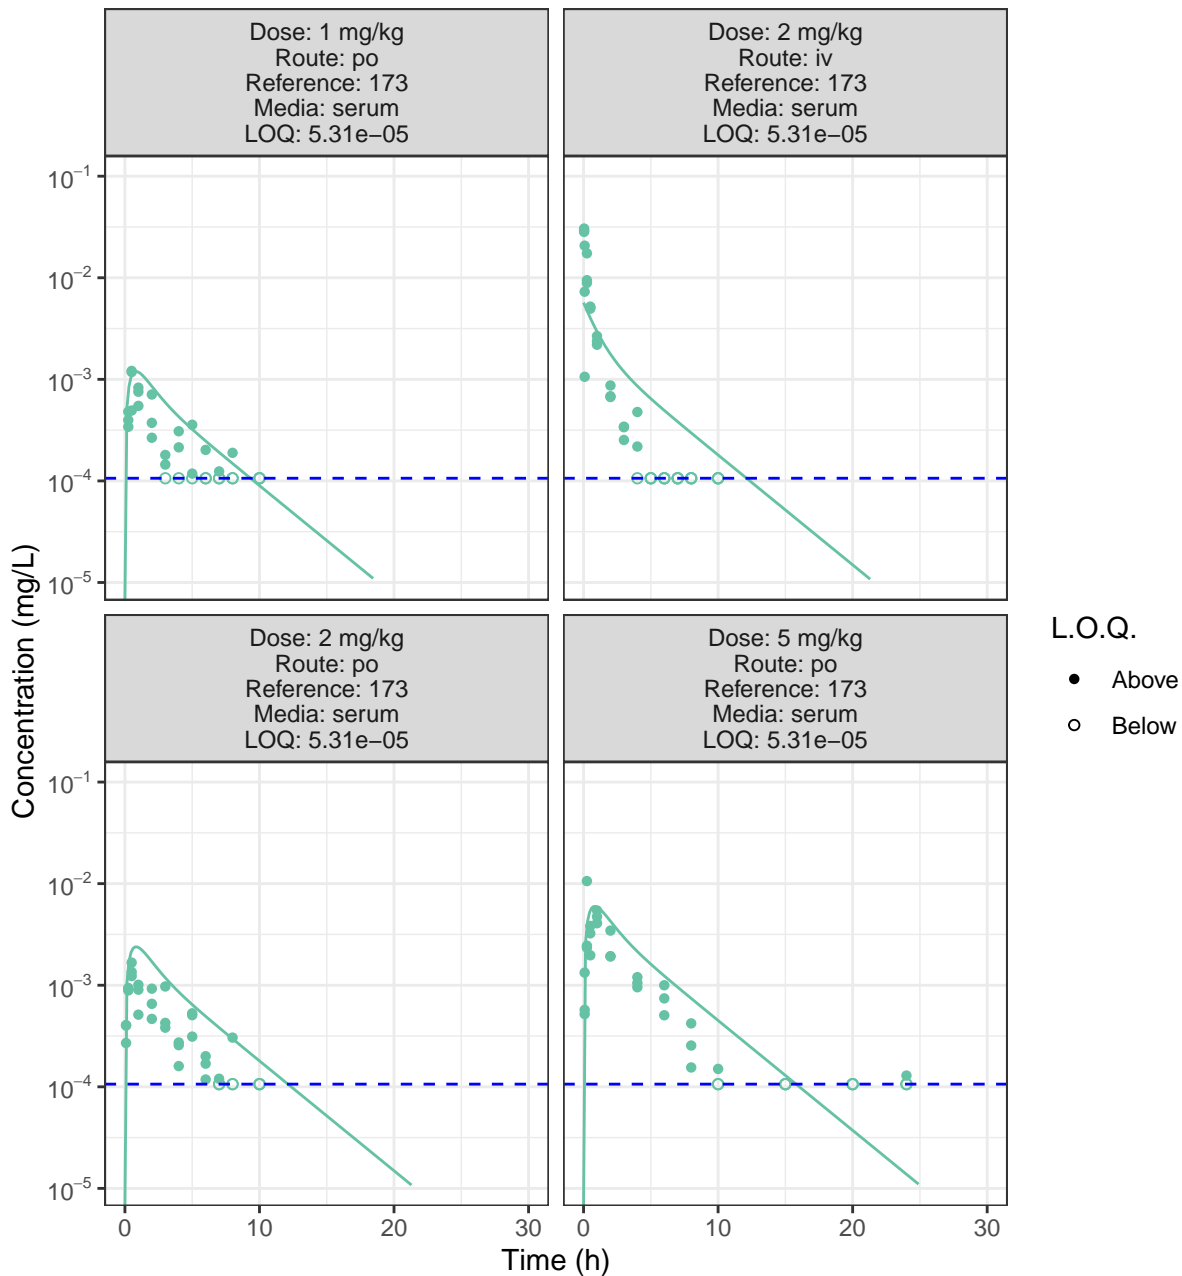 Dose: 1 mg/kg
Route: po
Reference: 173
Media: serum
LOQ: 5.31e−05
Dose: 2 mg/kg
Route: iv
Reference: 173
Media: serum
LOQ: 5.31e−05
10⁻¹
10⁻²
10⁻³
10⁻⁴
10⁻⁵
Dose: 2 mg/kg
Route: po
Reference: 173
Media: serum
LOQ: 5.31e−05
Dose: 5 mg/kg
Route: po
Reference: 173
Media: serum
LOQ: 5.31e−05
10⁻¹
10⁻²
10⁻³
10⁻⁴
10⁻⁵
0 10 20 30
0 10 20 30
Time (h)
Concentration (mg/L)
L.O.Q.
Above
Below